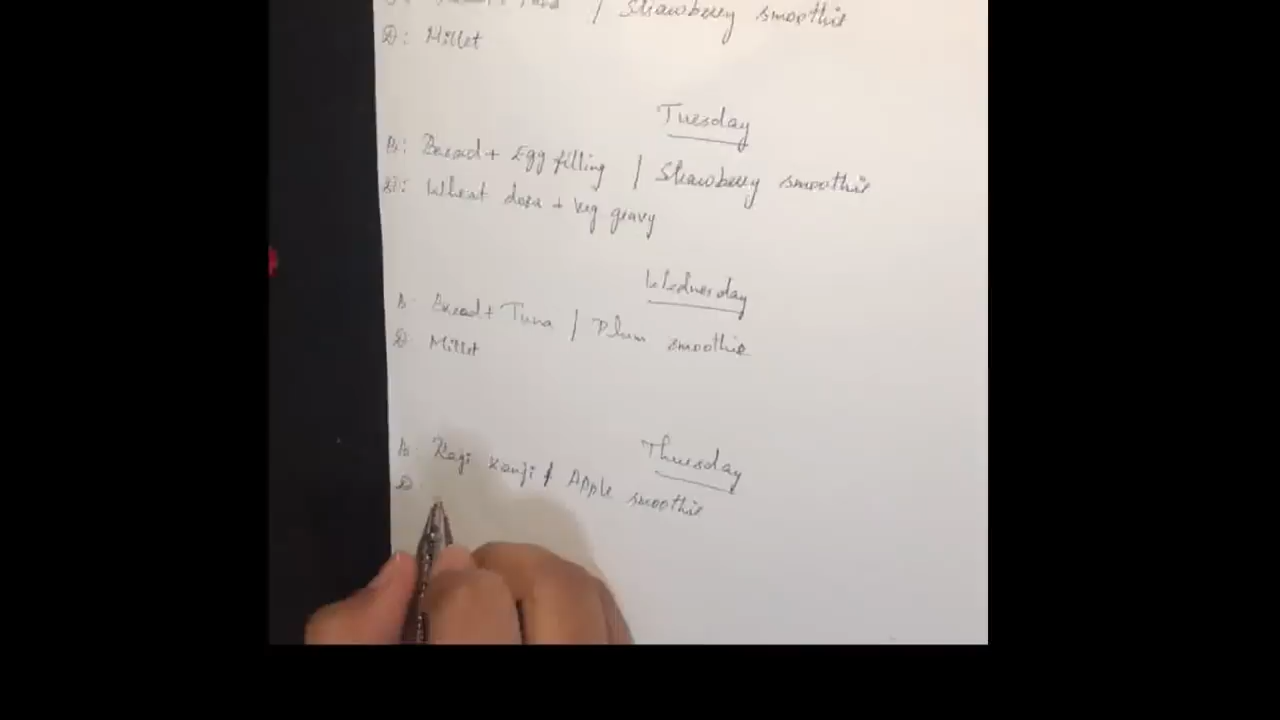 Tuna / Strawberry smoothie
D: Millet
Tuesday
B: Bread + Egg filling / Strawberry smoothie
D: Wheat dosa + veg gravy
Wednesday
B: Bread + Tuna / Plum smoothie
D: Millet
Thursday
B: Ragi Kanji / Apple smoothie
D: